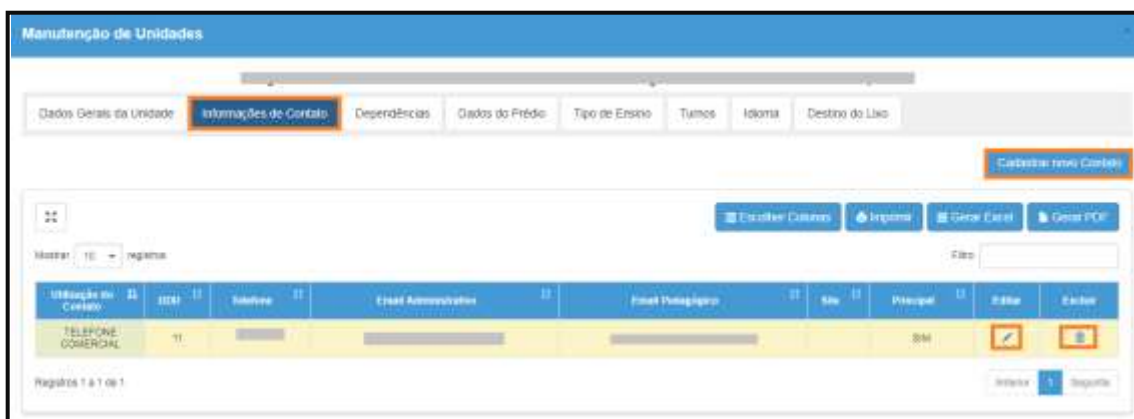 Manutenção de Unidades
Dados Gerais da Unidade Informações de Contato Dependências Dados do Prédio Tipo de Ensino Turnos Idioma Destino do Lixo
Cadastrar novo Contato
Escolher Colunas Imprimir Gerar Excel Gerar PDF
Mostrar 10 registros Filtro
Utilização do Contato DDD Telefone Email Administrativo Email Pedagógico Site Principal Editar Excluir
TELEFONE COMERCIAL 11 SIM
Registros 1 a 1 de 1 Anterior 1 Seguinte